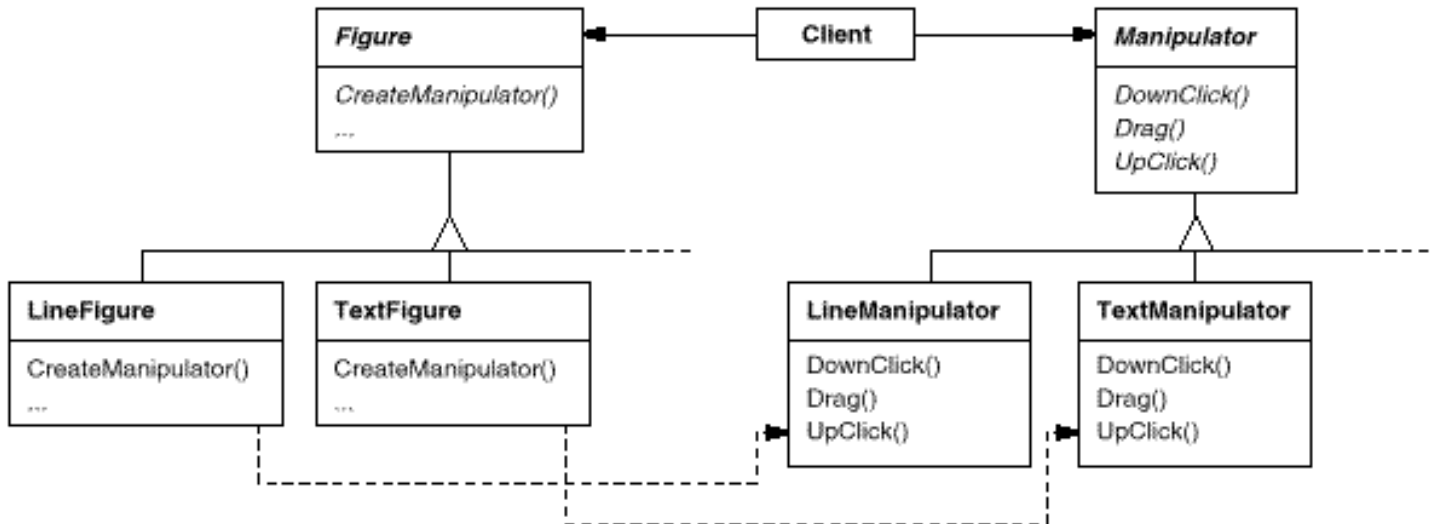 Figure
CreateManipulator()
...
Client
Manipulator
DownClick()
Drag()
UpClick()
LineFigure
CreateManipulator()
...
TextFigure
CreateManipulator()
...
LineManipulator
DownClick()
Drag()
UpClick()
TextManipulator
DownClick()
Drag()
UpClick()